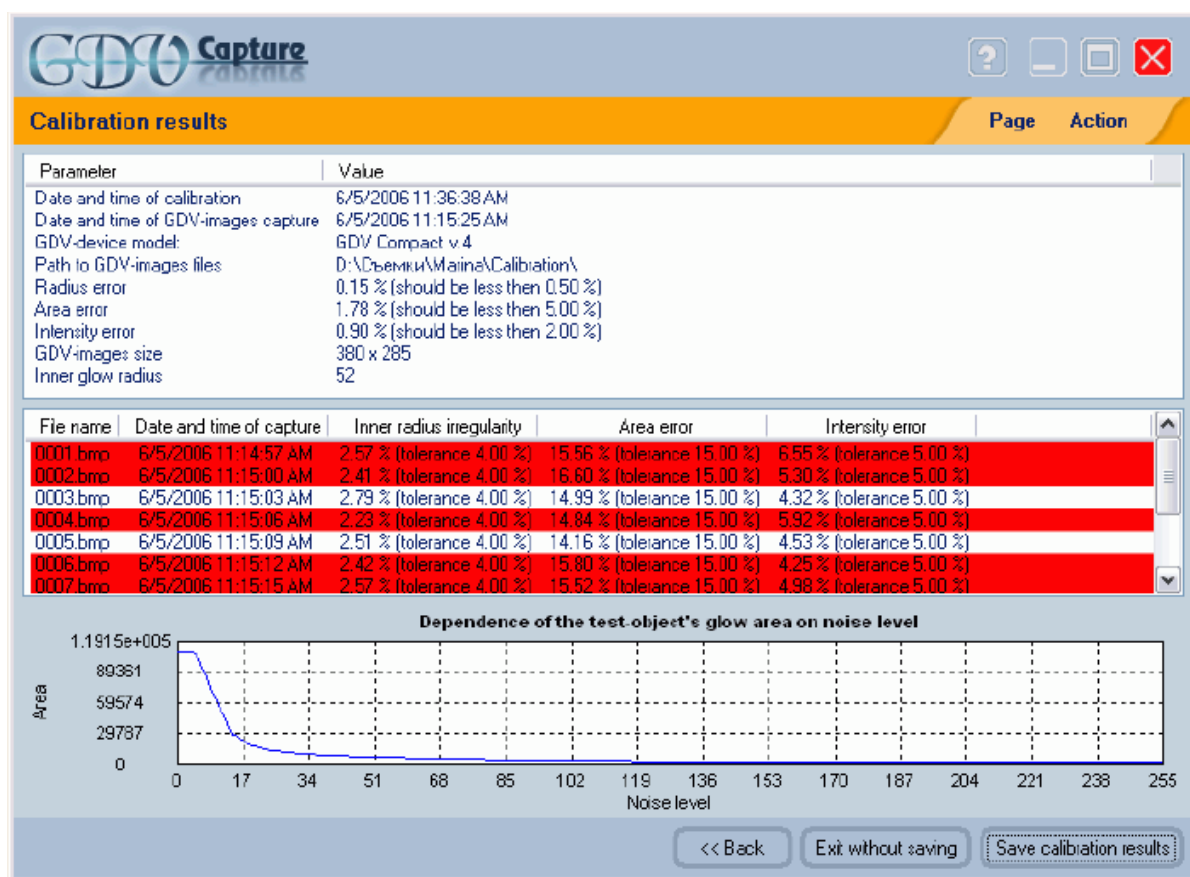 GDV Capture
Calibration results Page Action
Parameter Value
Date and time of calibration 6/5/2006 11:36:38 AM
Date and time of GDV-images capture 6/5/2006 11:15:25 AM
GDV-device model: GDV Compact v.4
Path to GDV-images files D:\Съемки\Marina\Calibration\
Radius error 0.15 % (should be less then 0.50 %)
Area error 1.78 % (should be less then 5.00 %)
Intensity error 0.90 % (should be less then 2.00 %)
GDV-images size 380 x 285
Inner glow radius 52
File name Date and time of capture Inner radius irregularity Area error Intensity error
0001.bmp 6/5/2006 11:14:57 AM 2.57 % (tolerance 4.00 %) 15.56 % (tolerance 15.00 %) 6.55 % (tolerance 5.00 %)
0002.bmp 6/5/2006 11:15:00 AM 2.41 % (tolerance 4.00 %) 16.60 % (tolerance 15.00 %) 5.30 % (tolerance 5.00 %)
0003.bmp 6/5/2006 11:15:03 AM 2.79 % (tolerance 4.00 %) 14.99 % (tolerance 15.00 %) 4.32 % (tolerance 5.00 %)
0004.bmp 6/5/2006 11:15:06 AM 2.23 % (tolerance 4.00 %) 14.84 % (tolerance 15.00 %) 5.92 % (tolerance 5.00 %)
0005.bmp 6/5/2006 11:15:09 AM 2.51 % (tolerance 4.00 %) 14.16 % (tolerance 15.00 %) 4.53 % (tolerance 5.00 %)
0006.bmp 6/5/2006 11:15:12 AM 2.42 % (tolerance 4.00 %) 15.80 % (tolerance 15.00 %) 4.25 % (tolerance 5.00 %)
0007.bmp 6/5/2006 11:15:15 AM 2.57 % (tolerance 4.00 %) 15.52 % (tolerance 15.00 %) 4.98 % (tolerance 5.00 %)
Dependence of the test-object's glow area on noise level
1.1915e+005
89361
59574
29787
0
Area
0 17 34 51 68 85 102 119 136 153 170 187 204 221 238 255
Noise level
<< Back Exit without saving Save calibration results